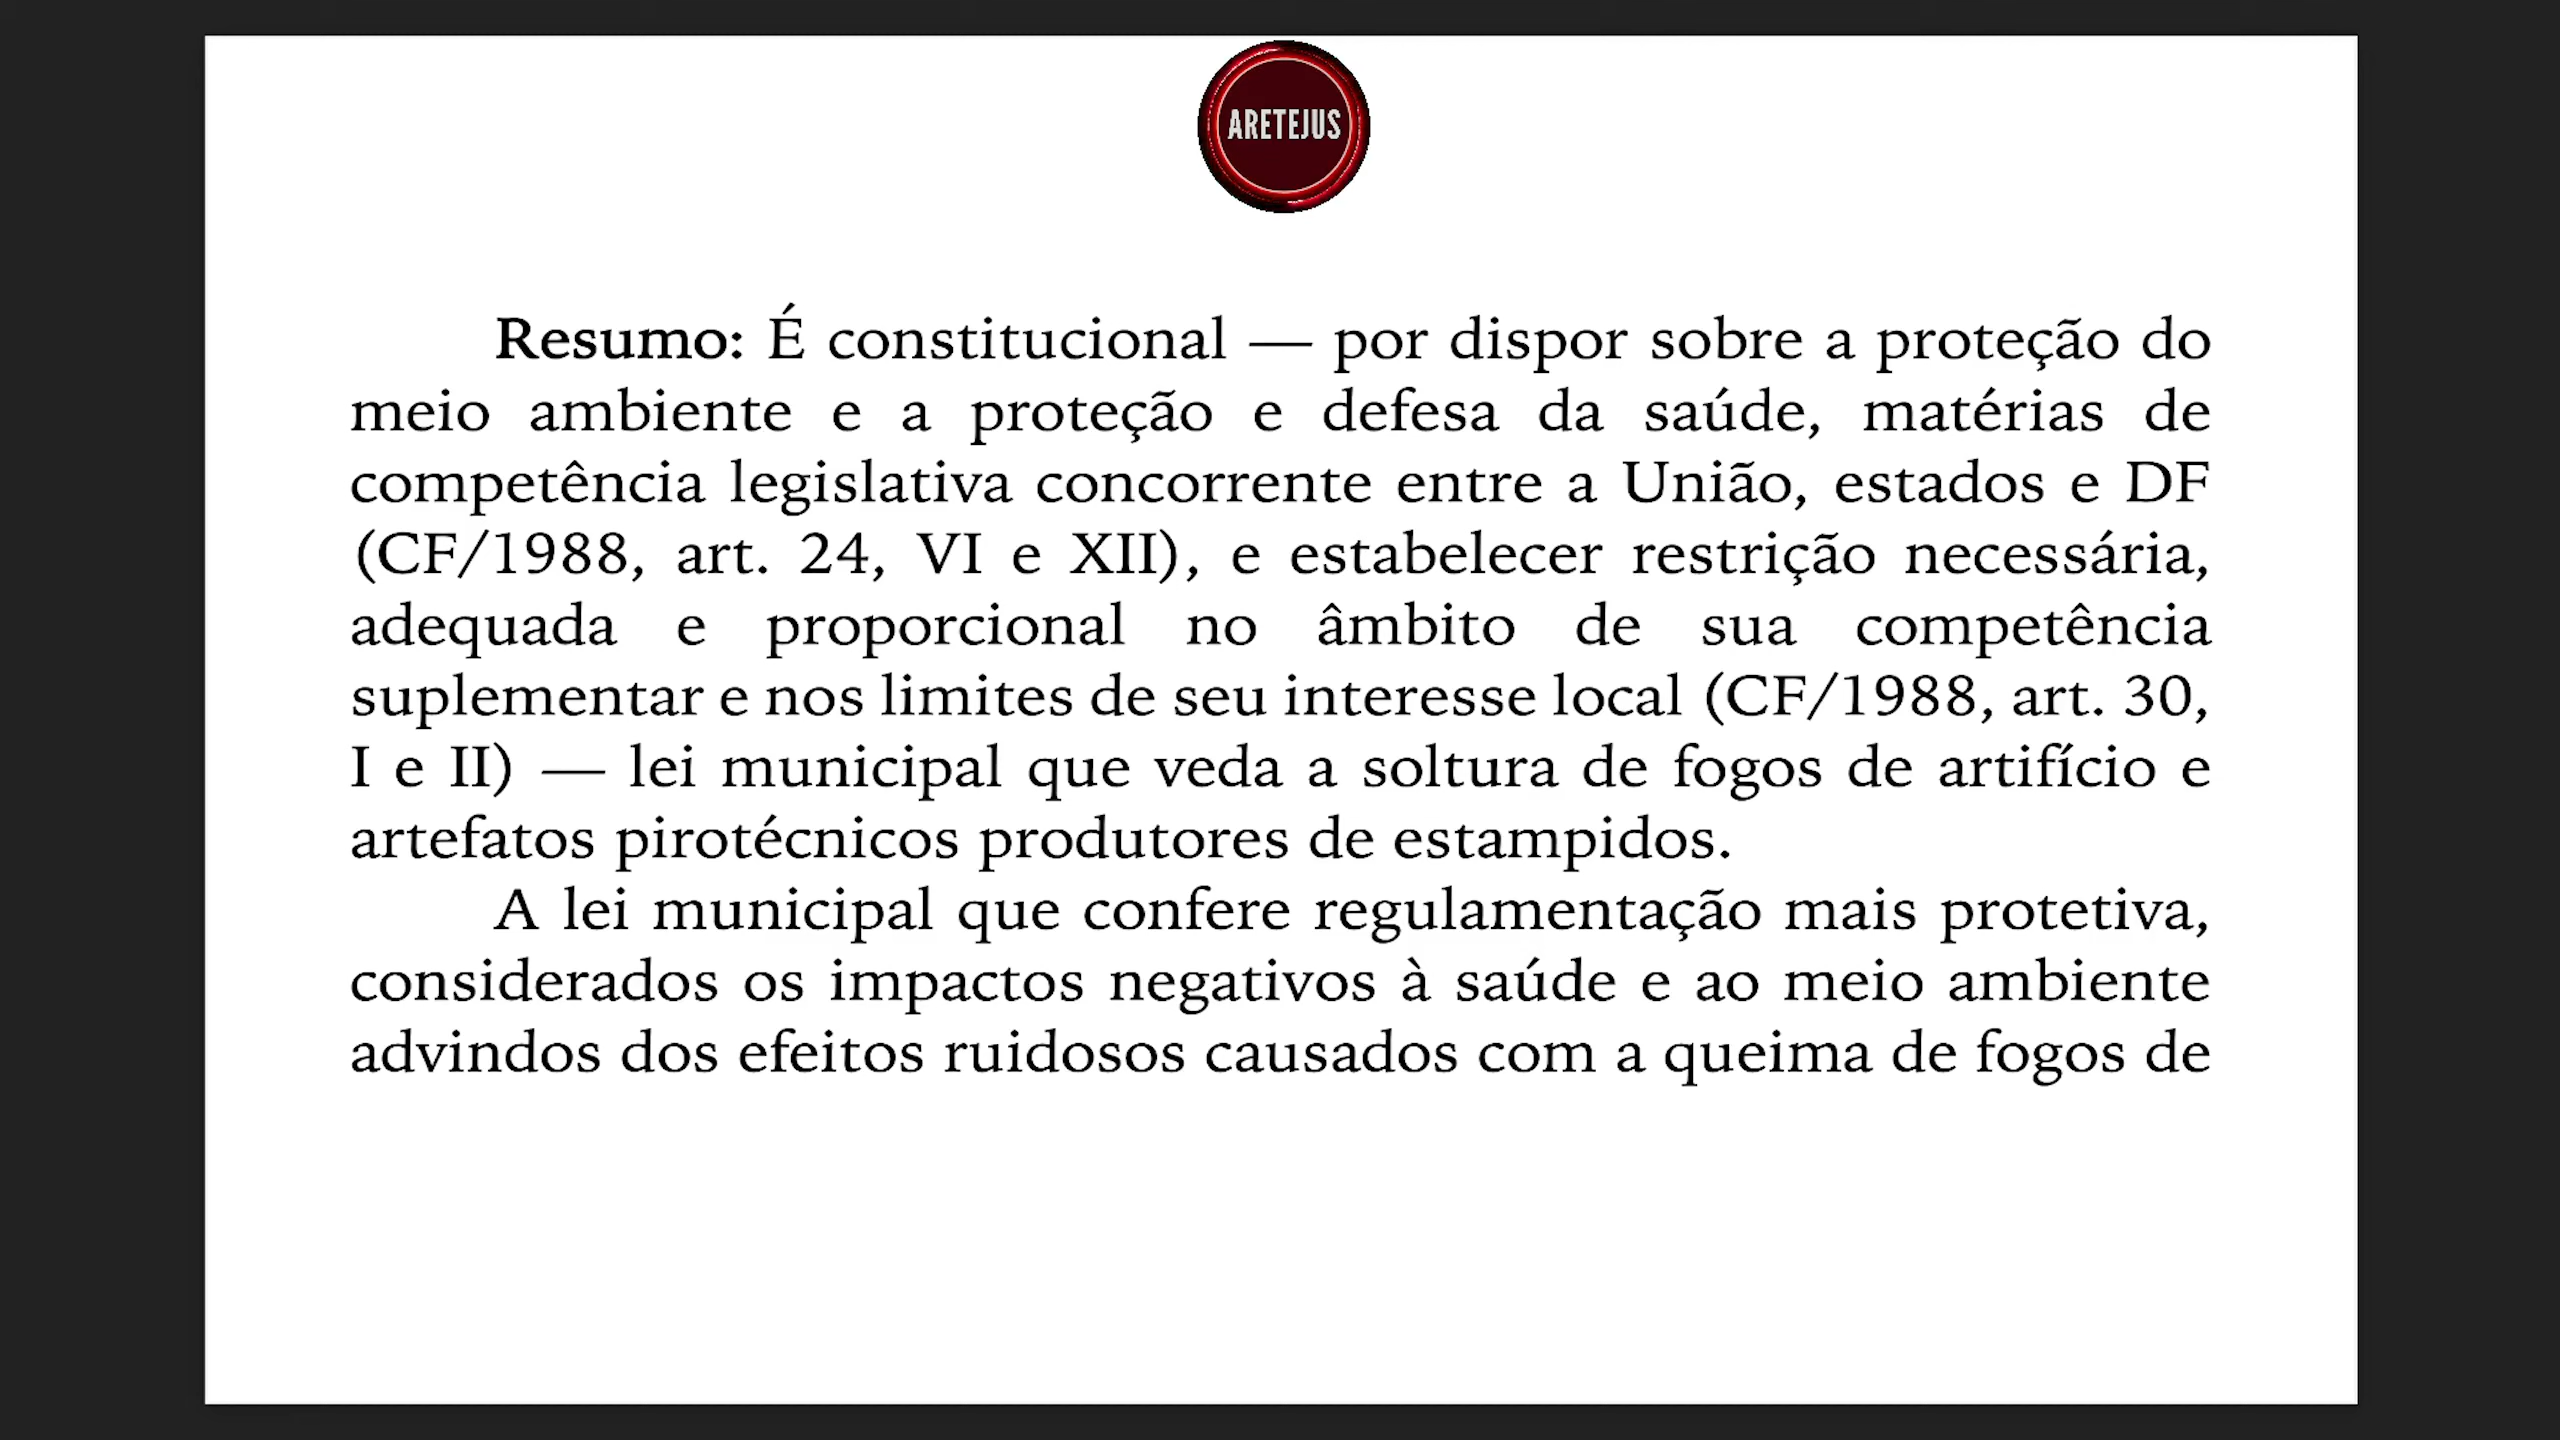 ARETEJUS
Resumo: É constitucional — por dispor sobre a proteção do
meio ambiente e a proteção e defesa da saúde, matérias de
competência legislativa concorrente entre a União, estados e DF
(CF/1988, art. 24, VI e XII), e estabelecer restrição necessária,
adequada e proporcional no âmbito de sua competência
suplementar e nos limites de seu interesse local (CF/1988, art. 30,
I e II) — lei municipal que veda a soltura de fogos de artifício e
artefatos pirotécnicos produtores de estampidos.
A lei municipal que confere regulamentação mais protetiva,
considerados os impactos negativos à saúde e ao meio ambiente
advindos dos efeitos ruidosos causados com a queima de fogos de